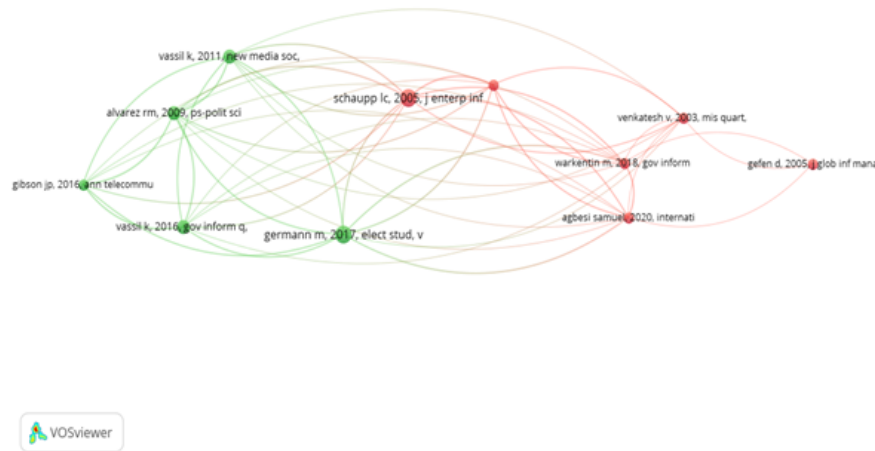 vassil k, 2011, new media soc,
schaupp lc, 2005, j enterp inf
alvarez rm, 2009, ps-polit sci
venkatesh v. 2003, mis quart,
warkentin m, 2018, gov inform
gefen d, 2005, j glob inf mana
gibson jp, 2016, ann telecommu
agbesi samuel, 2020, internati
vassil k, 2016, gov inform q,
germann m, 2017, elect stud, v
VOSviewer